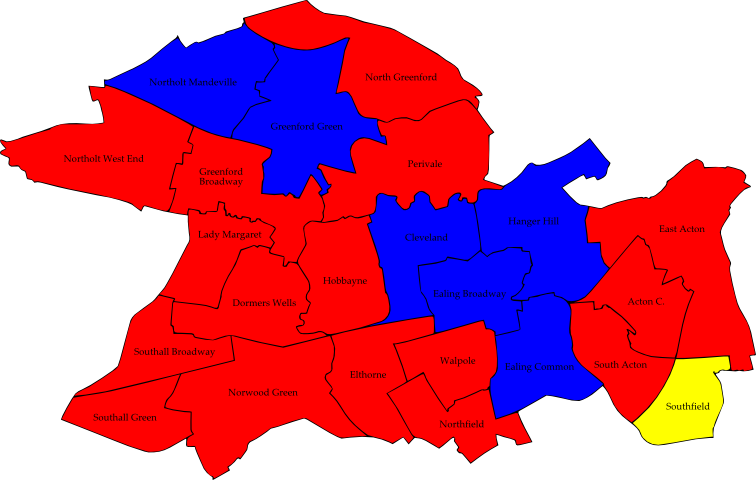 North Greenford
Northolt Mandeville
Greenford Green
Northolt West End
Perivale
Greenford
Broadway
Hanger Hill
East Acton
Lady Margaret
Cleveland
Hobbayne
Ealing Broadway
Dormers Wells
Acton C.
Southall Broadway
Walpole
South Acton
Ealing Common
Elthorne
Norwood Green
Southfield
Southall Green
Northfield